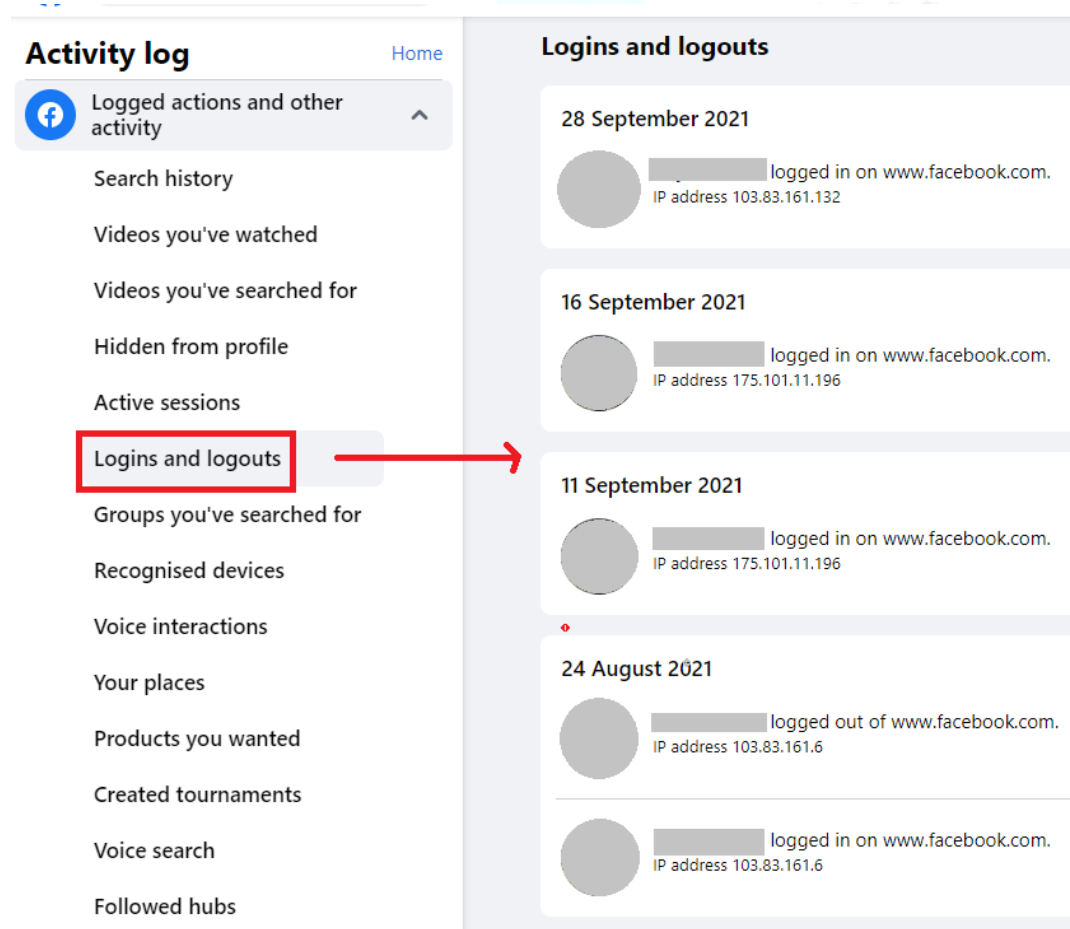 Activity log
Home
Logged actions and other
activity
Search history
Videos you've watched
Videos you've searched for
Hidden from profile
Active sessions
Logins and logouts
Groups you've searched for
Recognised devices
Voice interactions
Your places
Products you wanted
Created tournaments
Voice search
Followed hubs
Logins and logouts
28 September 2021
logged in on www.facebook.com.
IP address 103.83.161.132
16 September 2021
logged in on www.facebook.com.
IP address 175.101.11.196
11 September 2021
logged in on www.facebook.com.
IP address 175.101.11.196
24 August 2021
logged out of www.facebook.com.
IP address 103.83.161.6
logged in on www.facebook.com.
IP address 103.83.161.6